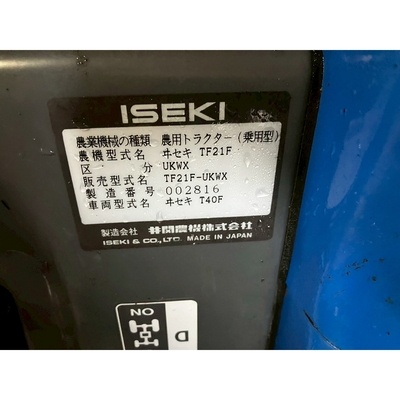 ISEKI
農業機械の種類 農用トラクター(乗用型)
農機型式名 ヰセキ TF21F
区分 UKWX
販売型式名 TF21F-UKWX
製造番号 002816
車両型式名 ヰセキ T40F
製造会社 井関農機株式会社
ISEKI & CO.,LTD. MADE IN JAPAN
ON
D